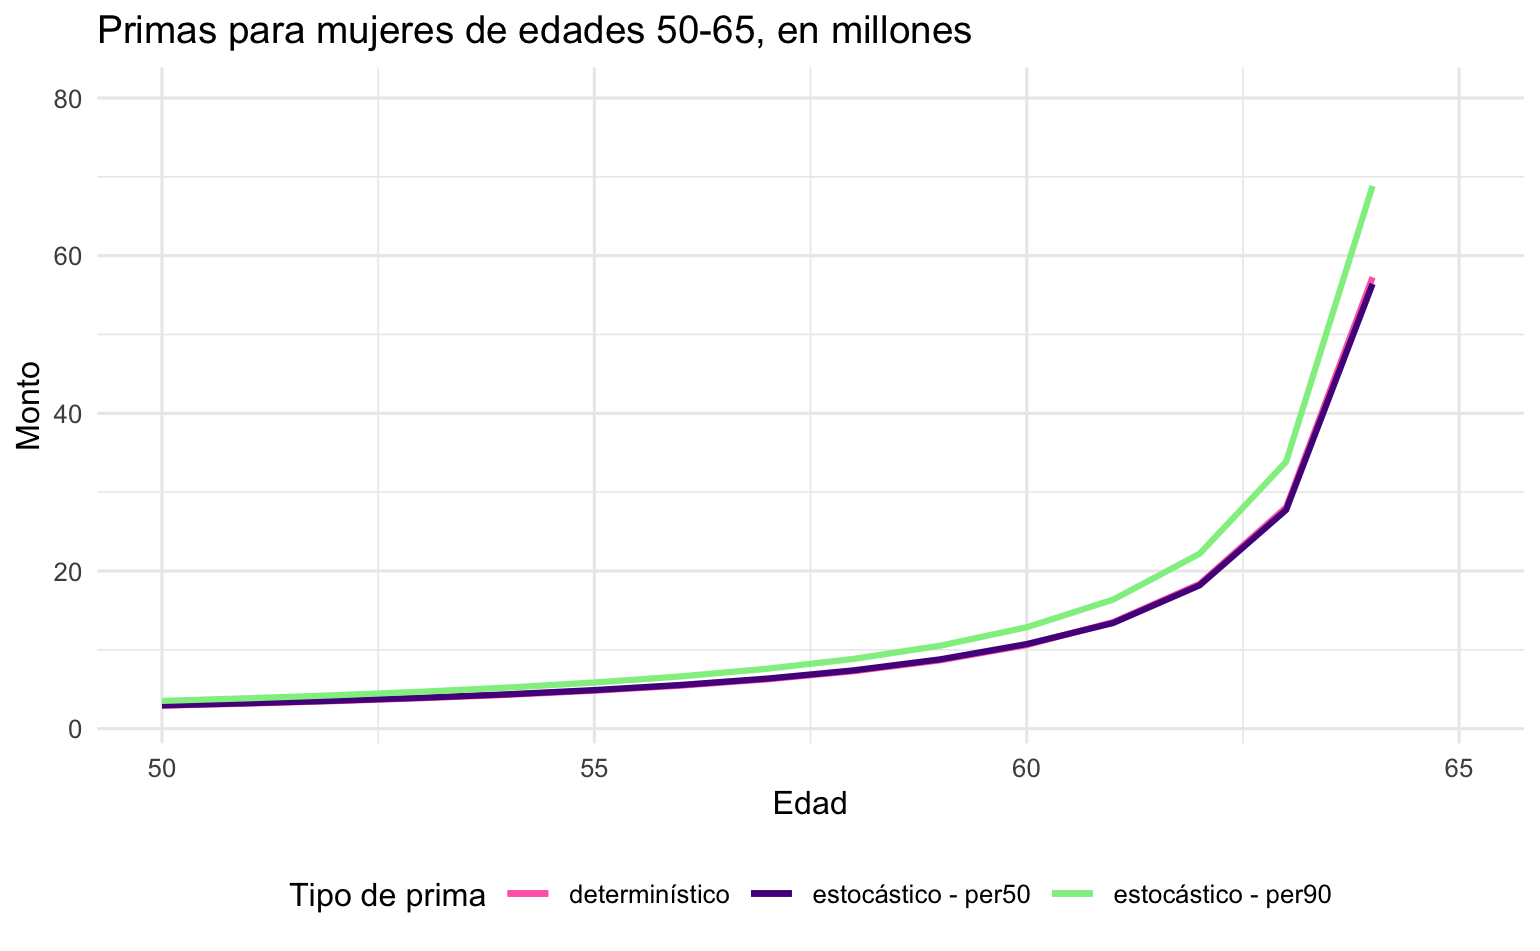 Primas para mujeres de edades 50-65, en millones
80
60
40
20
0
Monto
50 55 60 65
Edad
Tipo de prima determinístico estocástico - per50 estocástico - per90